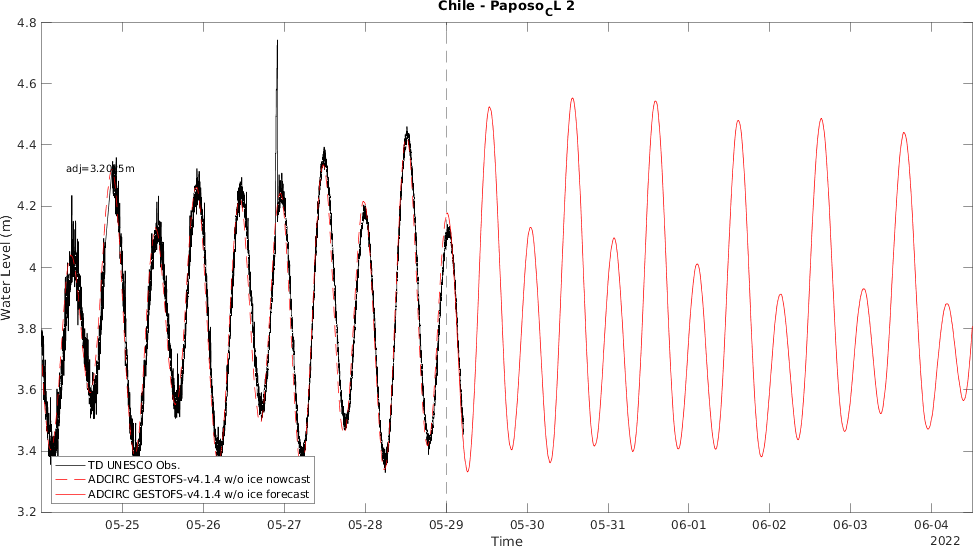 Chile - Paposo_CL 2
4.8
4.6
4.4
4.2
4
3.8
3.6
3.4
3.2
Water Level (m)
TD UNESCO Obs.
ADCIRC GESTOFS-v4.1.4 w/o ice nowcast
ADCIRC GESTOFS-v4.1.4 w/o ice forecast
05-25 05-26 05-27 05-28 05-29 05-30 05-31 06-01 06-02 06-03 06-04
Time
2022